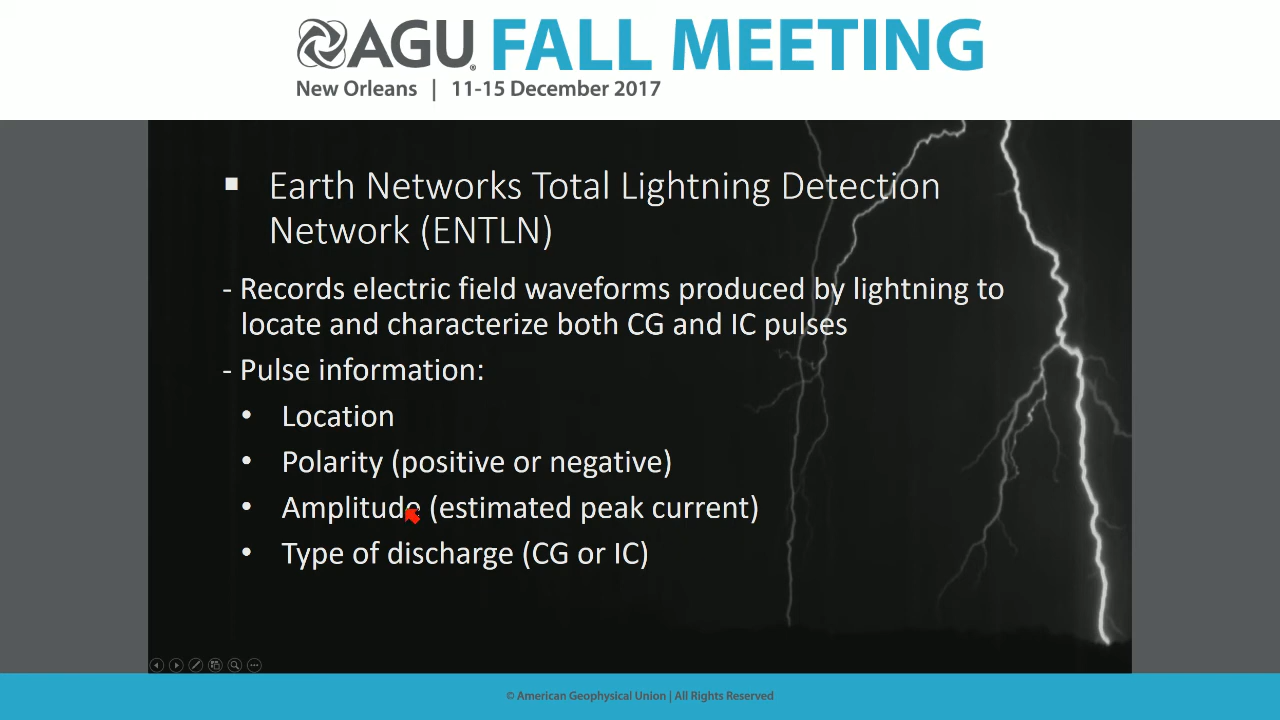 AGU FALL MEETING
New Orleans | 11-15 December 2017
▪ Earth Networks Total Lightning Detection
Network (ENTLN)
- Records electric field waveforms produced by lightning to
locate and characterize both CG and IC pulses
- Pulse information:
• Location
• Polarity (positive or negative)
• Amplitude (estimated peak current)
• Type of discharge (CG or IC)
© American Geophysical Union | All Rights Reserved